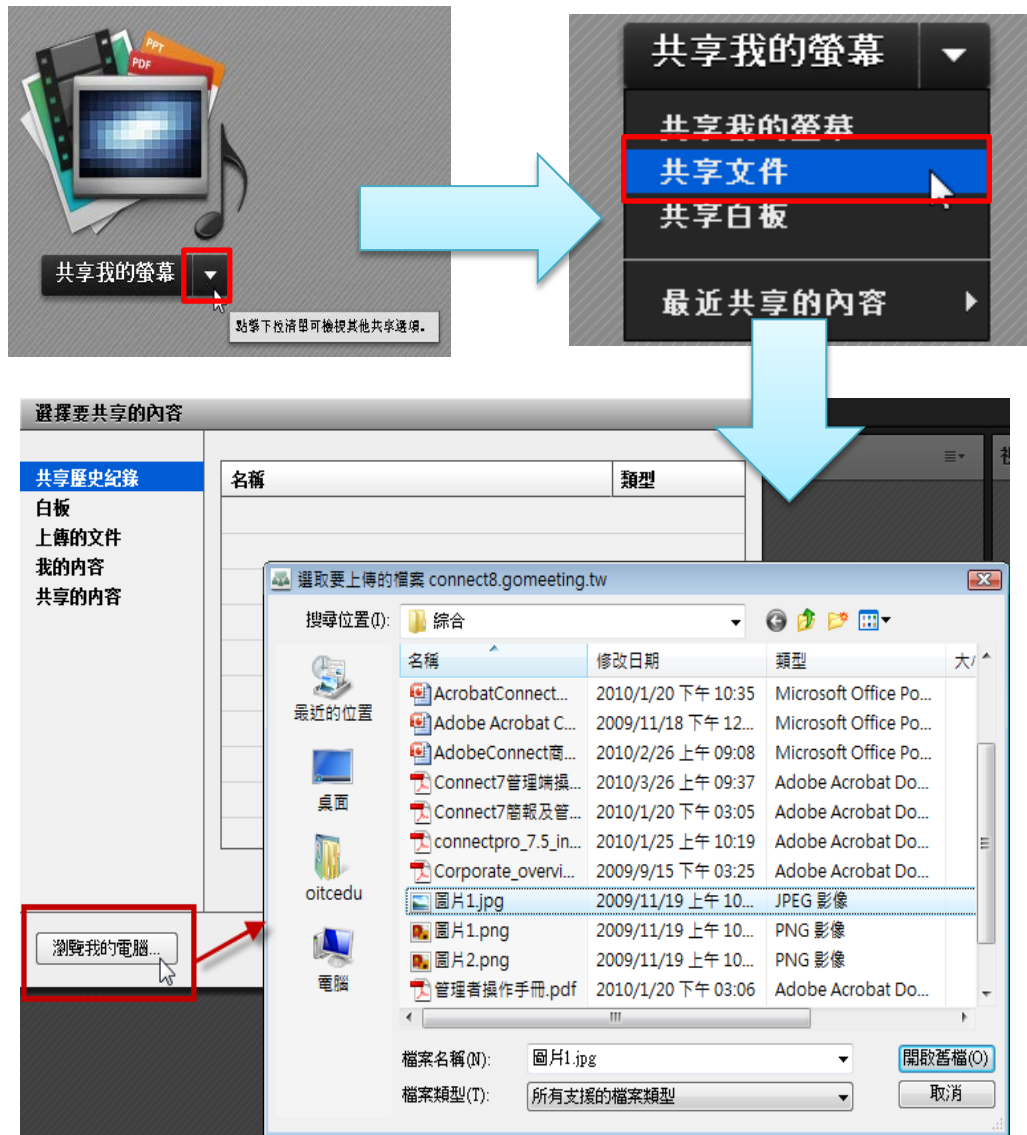 PPT
PDF
共享我的螢幕
點擊下拉清單可檢視其他共享選項。
共享我的螢幕
共享我的螢幕
共享文件
共享白板
最近共享的內容
選擇要共享的內容
共享歷史紀錄
白板
上傳的文件
我的內容
共享的內容
名稱 類型
瀏覽我的電腦...
選取要上傳的檔案 connect8.gomeeting.tw
搜尋位置(I): 綜合
最近的位置
桌面
oitcedu
電腦
名稱 修改日期 類型
AcrobatConnect... 2010/1/20 下午 10:35 Microsoft Office Po...
Adobe Acrobat C... 2009/11/18 下午 12... Microsoft Office Po...
AdobeConnect商... 2010/2/26 上午 09:08 Microsoft Office Po...
Connect7管理端操... 2010/3/26 上午 09:37 Adobe Acrobat Do...
Connect7簡報及管... 2010/1/20 下午 03:05 Adobe Acrobat Do...
connectpro_7.5_in... 2010/1/25 上午 10:19 Adobe Acrobat Do...
Corporate_overvi... 2009/9/15 下午 03:25 Adobe Acrobat Do...
圖片1.jpg 2009/11/19 上午 10... JPEG 影像
圖片1.png 2009/11/19 上午 10... PNG 影像
圖片2.png 2009/11/19 上午 10... PNG 影像
管理者操作手冊.pdf 2010/1/20 下午 03:06 Adobe Acrobat Do...
檔案名稱(N): 圖片1.jpg 開啟舊檔(O)
檔案類型(T): 所有支援的檔案類型 取消